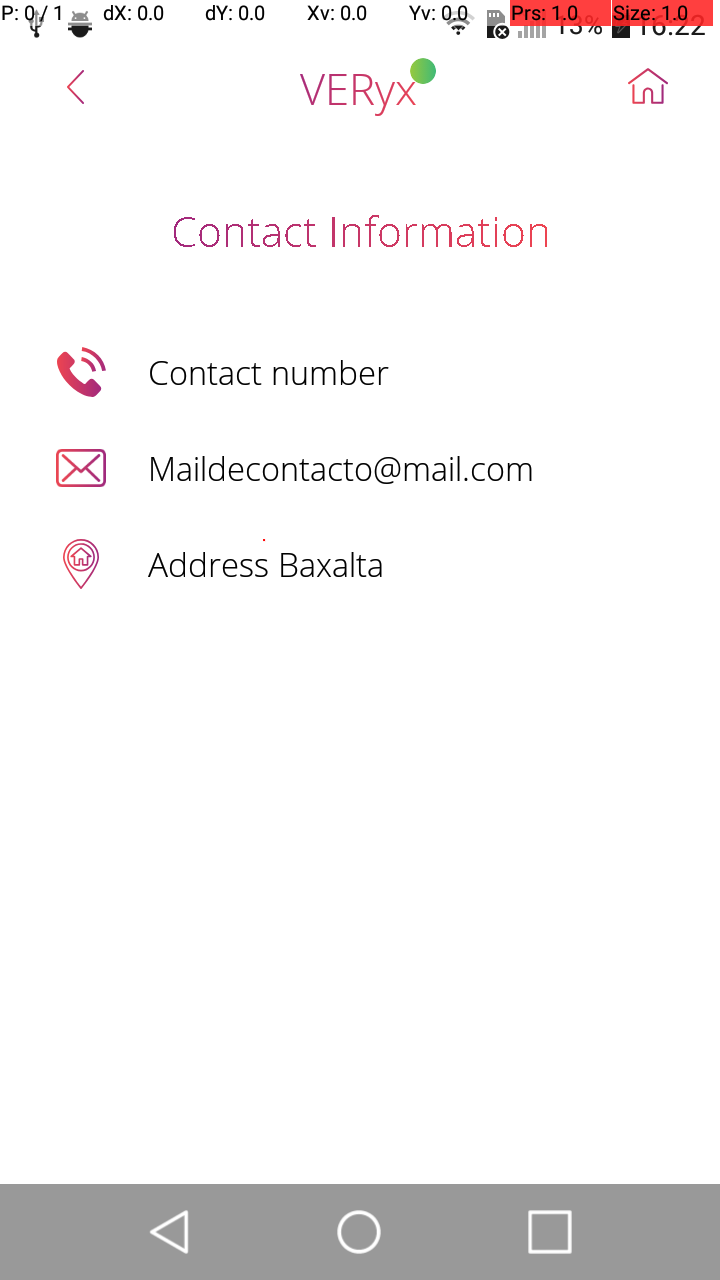 P: 0 / 1 dX: 0.0 dY: 0.0 Xv: 0.0 Yv: 0.0 Prs: 1.0 Size: 1.0
13% 16:22
VERyx
Contact Information
Contact number
Maildecontacto@mail.com
Address Baxalta